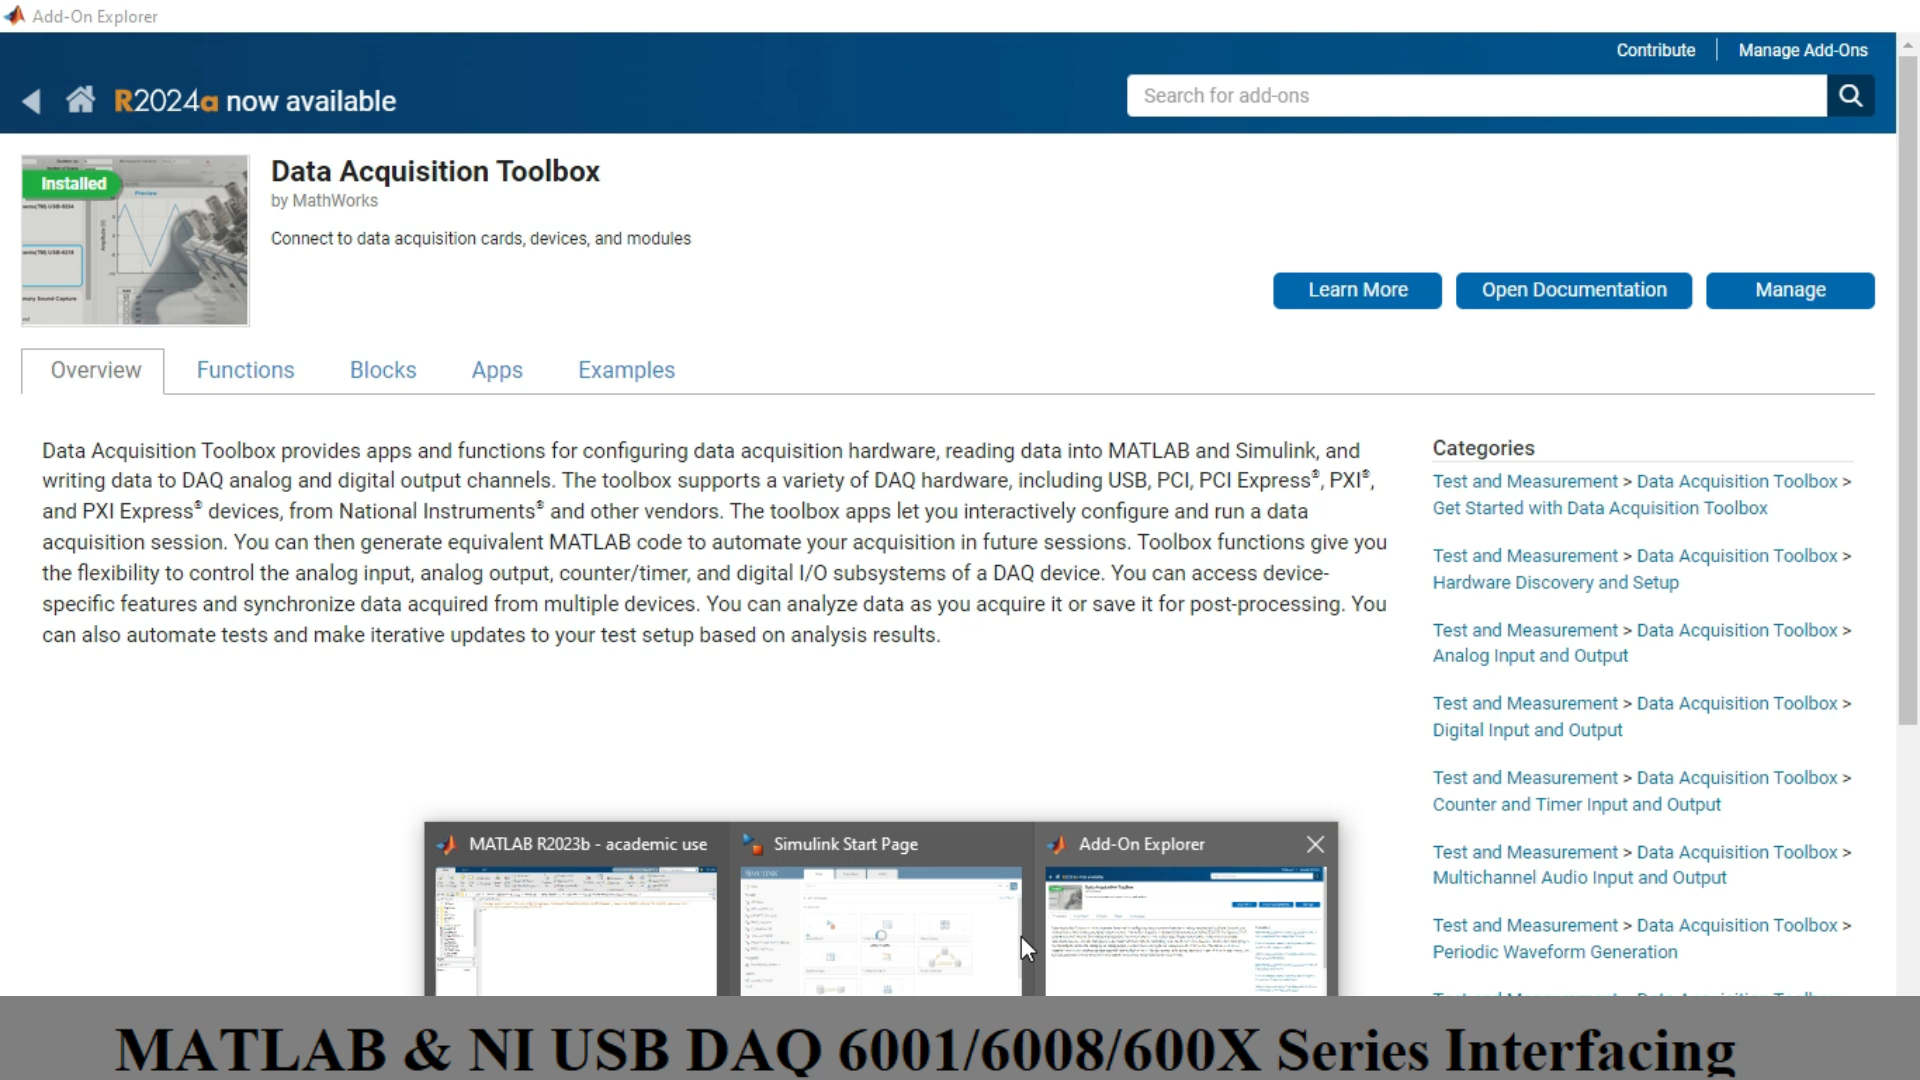 Add-On Explorer
Contribute
Manage Add-Ons
R2024a now available
Search for add-ons
Installed
Preview
Data Acquisition Toolbox
by MathWorks
Connect to data acquisition cards, devices, and modules
Learn More
Open Documentation
Manage
Overview
Functions
Blocks
Apps
Examples
Data Acquisition Toolbox provides apps and functions for configuring data acquisition hardware, reading data into MATLAB and Simulink, and
writing data to DAQ analog and digital output channels. The toolbox supports a variety of DAQ hardware, including USB, PCI, PCI Express®, PXI®,
and PXI Express® devices, from National Instruments® and other vendors. The toolbox apps let you interactively configure and run a data
acquisition session. You can then generate equivalent MATLAB code to automate your acquisition in future sessions. Toolbox functions give you
the flexibility to control the analog input, analog output, counter/timer, and digital I/O subsystems of a DAQ device. You can access device-
specific features and synchronize data acquired from multiple devices. You can analyze data as you acquire it or save it for post-processing. You
can also automate tests and make iterative updates to your test setup based on analysis results.
Categories
Test and Measurement > Data Acquisition Toolbox >
Get Started with Data Acquisition Toolbox
Test and Measurement > Data Acquisition Toolbox >
Hardware Discovery and Setup
Test and Measurement > Data Acquisition Toolbox >
Analog Input and Output
Test and Measurement > Data Acquisition Toolbox >
Digital Input and Output
Test and Measurement > Data Acquisition Toolbox >
Counter and Timer Input and Output
Test and Measurement > Data Acquisition Toolbox >
Multichannel Audio Input and Output
Test and Measurement > Data Acquisition Toolbox >
Periodic Waveform Generation
MATLAB R2023b - academic use
Simulink Start Page
Add-On Explorer
MATLAB & NI USB DAQ 6001/6008/600X Series Interfacing